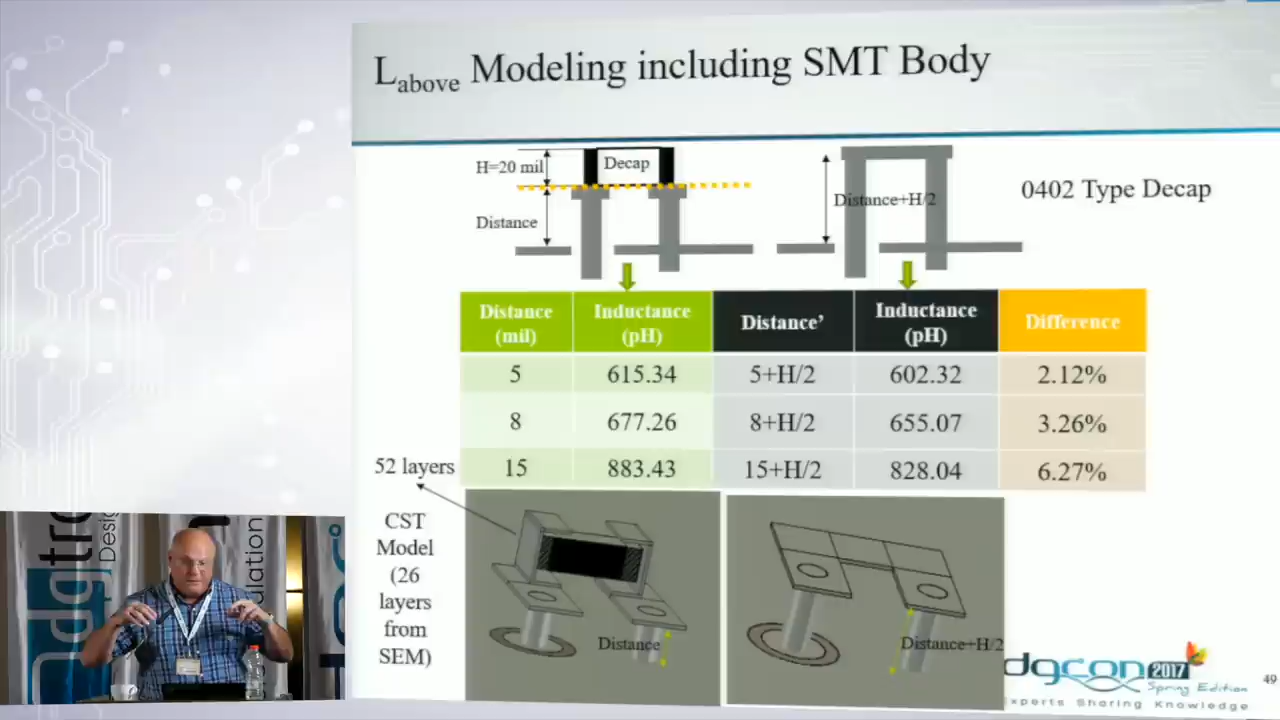 L_above Modeling including SMT Body
H=20 mil
Decap
Distance
Distance+H/2
0402 Type Decap
Distance (mil) Inductance (pH) Distance’ Inductance (pH) Difference
5 615.34 5+H/2 602.32 2.12%
8 677.26 8+H/2 655.07 3.26%
15 883.43 15+H/2 828.04 6.27%
52 layers
CST
Model
(26
layers
from
SEM)
Distance
Distance+H/2
dgcon 2017
Spring Edition
xperts Sharing Knowledge
49